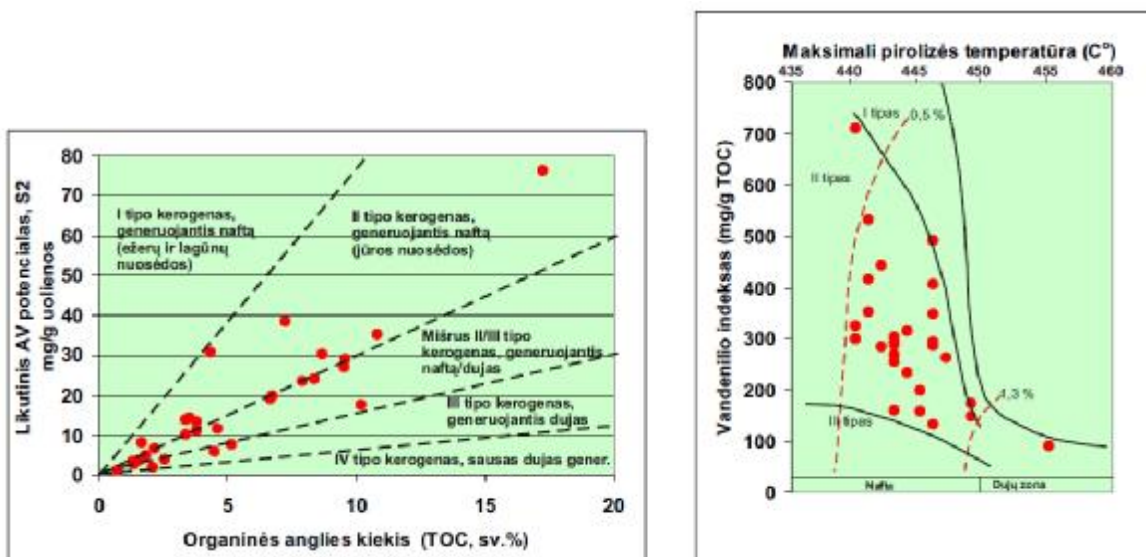 80
70
60
50
40
30
20
10
0
Likutinis AV potencialas, S2
mg/g uolienos
I tipo kerogenas,
generuojantis naftą
(ežerų ir lagūnų
nuosėdos)
II tipo kerogenas,
generuojantis naftą
(jūros nuosėdos)
Mišrus II/III tipo
kerogenas, generuojantis
naftą/dujas
III tipo kerogenas,
generuojantis dujas
IV tipo kerogenas, sausas dujas gener.
0 5 10 15 20
Organinės anglies kiekis (TOC, sv.%)
Maksimali pirolizės temperatūra (C°)
435 440 445 450 455 460
800
700
600
500
400
300
200
100
0
Vandenilio indeksas (mg/g TOC)
I tipas
0,5 %
II tipas
1,3 %
III tipas
Nafta
Dujų zona